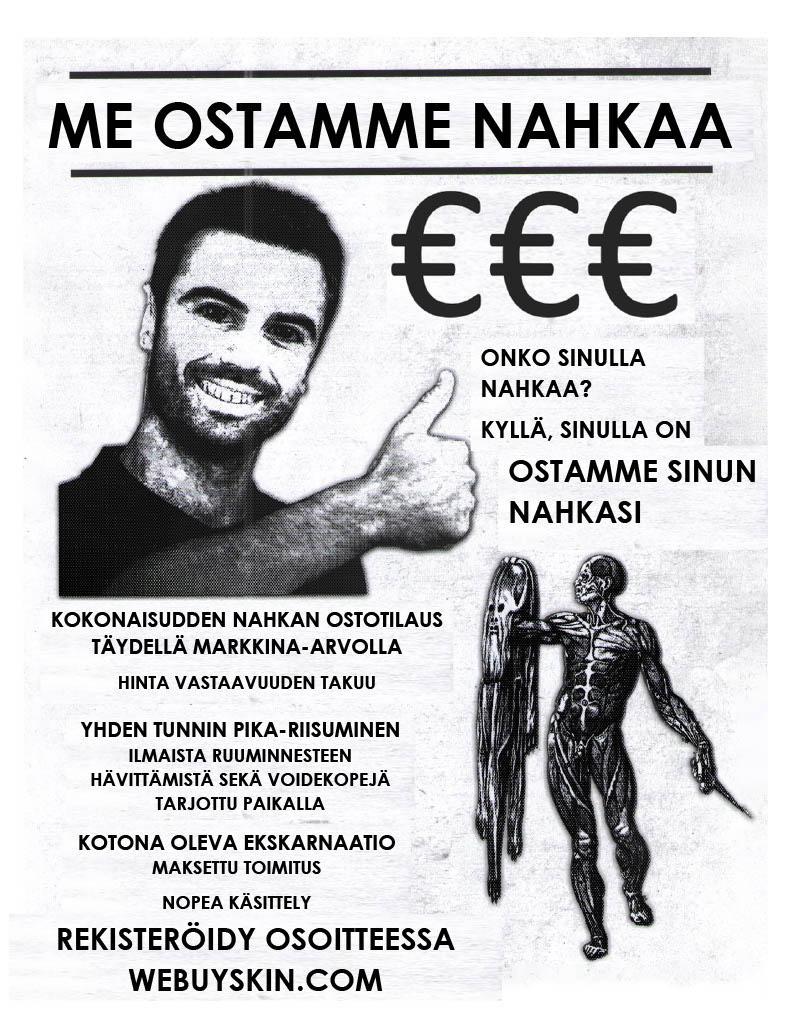 ME OSTAMME NAHKAA
€€€
ONKO SINULLA
NAHKAA?
KYLLÄ, SINULLA ON
OSTAMME SINUN
NAHKASI
KOKONAISUDDEN NAHKAN OSTOTILAUS
TÄYDELLÄ MARKKINA-ARVOLLA
HINTA VASTAAVUUDEN TAKUU
YHDEN TUNNIN PIKA-RIISUMINEN
ILMAISTA RUUMINNESTEEN
HÄVITTÄMISTÄ SEKÄ VOIDEKOPEJÄ
TARJOTTU PAIKALLA
KOTONA OLEVA EKSKARNAATIO
MAKSETTU TOIMITUS
NOPEA KÄSITTELY
REKISTERÖIDY OSOITTEESSA
WEBUYSKIN.COM